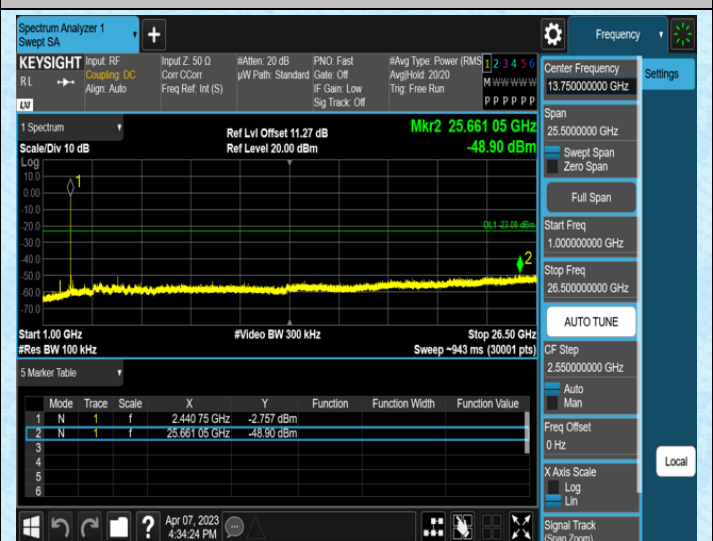 Spectrum Analyzer 1
Swept SA
Frequency
KEYSIGHT
RL
Input: RF
Coupling: DC
Align: Auto
Input Z: 50 Ω
Corr CCorr
Freq Ref: Int (S)
#Atten: 20 dB
µW Path: Standard
PNO: Fast
Gate: Off
IF Gain: Low
Sig Track: Off
#Avg Type: Power (RMS
Avg|Hold: 20/20
Trig: Free Run
1 2 3 4 5 6
M W W W W W
P P P P P P
LXI
1 Spectrum
Scale/Div 10 dB
Ref Lvl Offset 11.27 dB
Ref Level 20.00 dBm
Mkr2 25.661 05 GHz
-48.90 dBm
Log
10.0
0.00
-10.0
-20.0
-30.0
-40.0
-50.0
-60.0
-70.0
1
DL1 -23.08 dBm
2
Start 1.00 GHz
#Res BW 100 kHz
#Video BW 300 kHz
Stop 26.50 GHz
Sweep ~943 ms (30001 pts)
5 Marker Table
Mode Trace Scale X Y Function Function Width Function Value
1 N 1 f 2.440 75 GHz -2.757 dBm
2 N 1 f 25.661 05 GHz -48.90 dBm
3
4
5
6
Apr 07, 2023
4:34:24 PM
Center Frequency
13.750000000 GHz
Span
25.5000000 GHz
Swept Span
Zero Span
Full Span
Start Freq
1.000000000 GHz
Stop Freq
26.500000000 GHz
AUTO TUNE
CF Step
2.550000000 GHz
Auto
Man
Freq Offset
0 Hz
X Axis Scale
Log
Lin
Signal Track
(Span Zoom)
Settings
Local